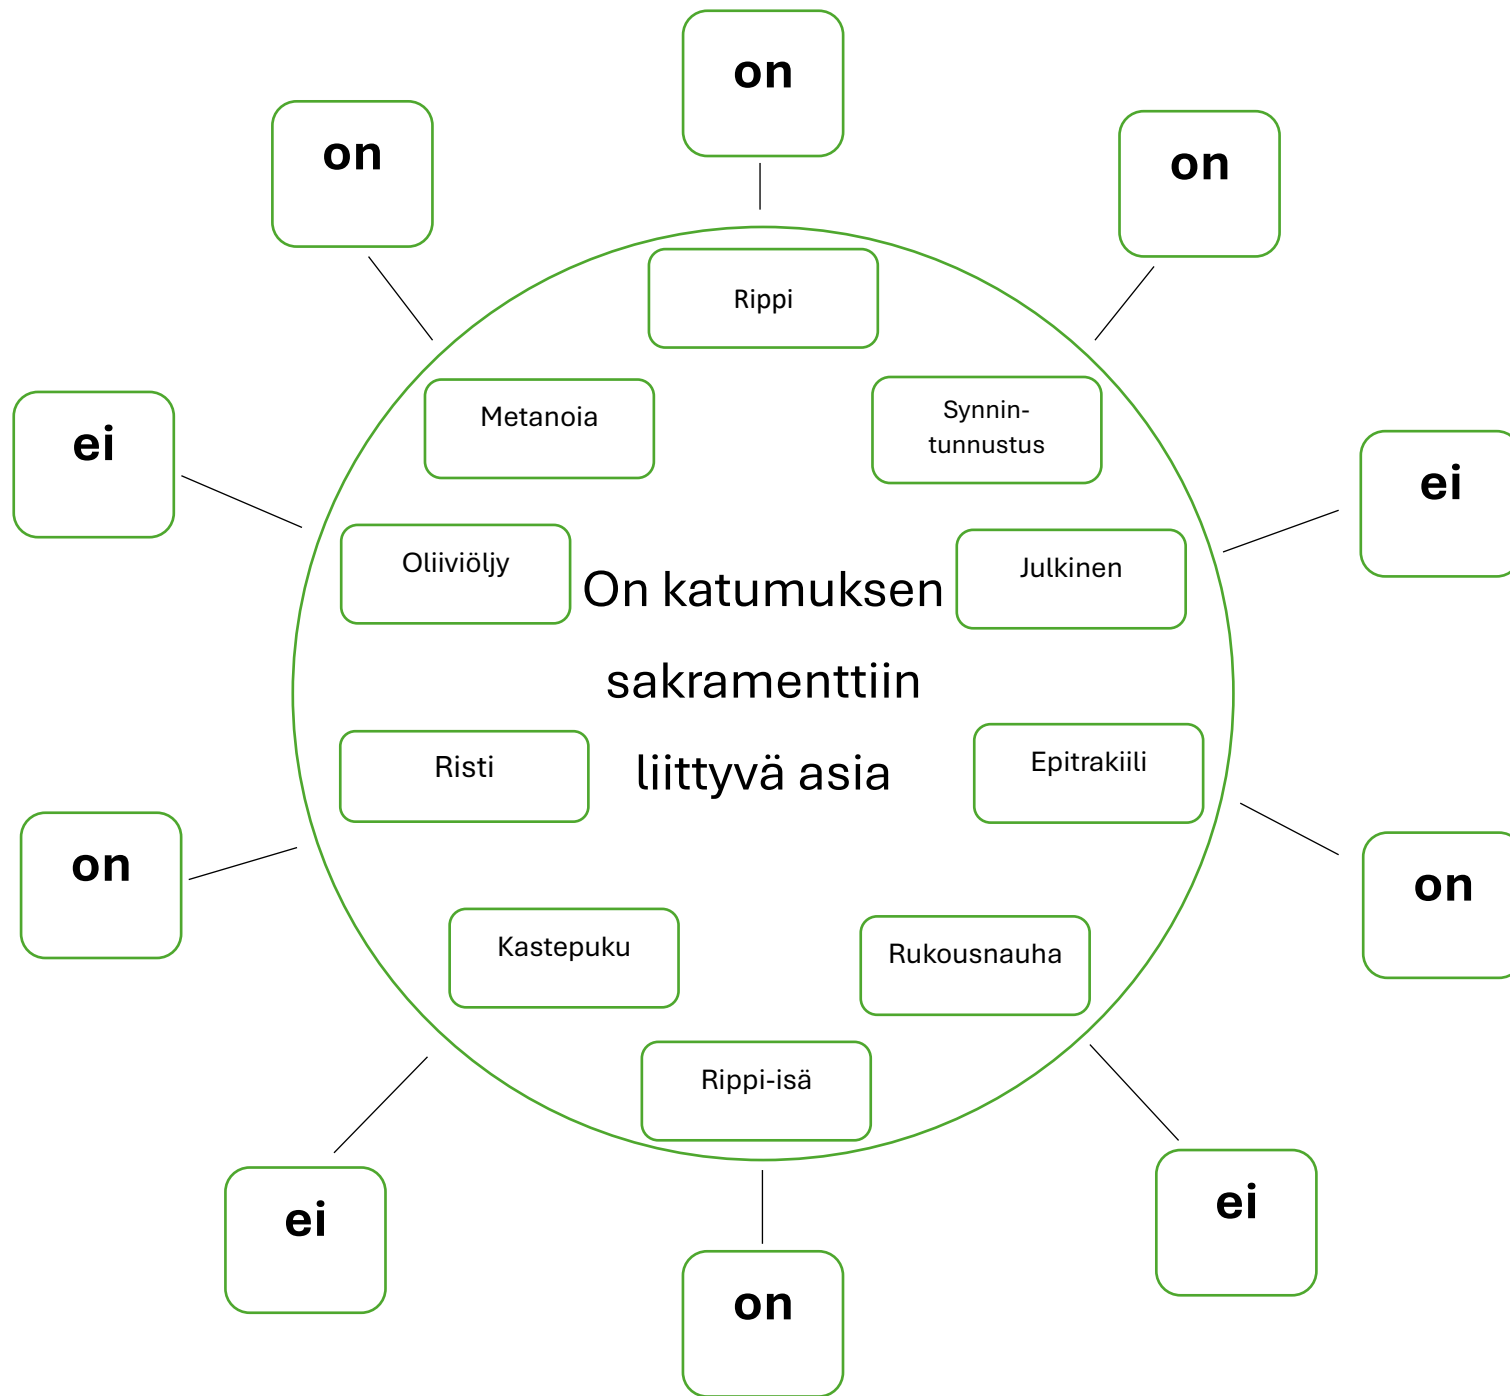 on
on
on
Rippi
Metanoia
Synnin-
tunnustus
ei
ei
Oliiviöljy
Julkinen
On katumuksen
sakramenttiin
liittyvä asia
Risti
Epitrakiili
on
on
Kastepuku
Rukousnauha
Rippi-isä
ei
ei
on